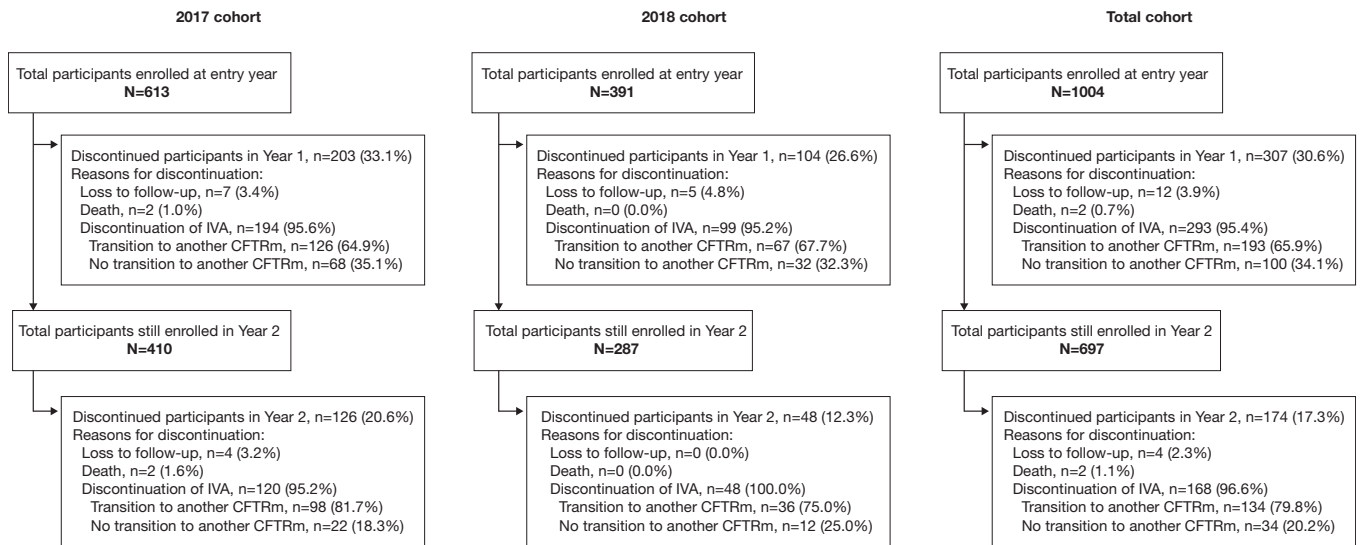 2017 cohort
Total participants enrolled at entry year
N=613
Discontinued participants in Year 1, n=203 (33.1%)
Reasons for discontinuation:
Loss to follow-up, n=7 (3.4%)
Death, n=2 (1.0%)
Discontinuation of IVA, n=194 (95.6%)
Transition to another CFTRm, n=126 (64.9%)
No transition to another CFTRm, n=68 (35.1%)
Total participants still enrolled in Year 2
N=410
Discontinued participants in Year 2, n=126 (20.6%)
Reasons for discontinuation:
Loss to follow-up, n=4 (3.2%)
Death, n=2 (1.6%)
Discontinuation of IVA, n=120 (95.2%)
Transition to another CFTRm, n=98 (81.7%)
No transition to another CFTRm, n=22 (18.3%)
2018 cohort
Total participants enrolled at entry year
N=391
Discontinued participants in Year 1, n=104 (26.6%)
Reasons for discontinuation:
Loss to follow-up, n=5 (4.8%)
Death, n=0 (0.0%)
Discontinuation of IVA, n=99 (95.2%)
Transition to another CFTRm, n=67 (67.7%)
No transition to another CFTRm, n=32 (32.3%)
Total participants still enrolled in Year 2
N=287
Discontinued participants in Year 2, n=48 (12.3%)
Reasons for discontinuation:
Loss to follow-up, n=0 (0.0%)
Death, n=0 (0.0%)
Discontinuation of IVA, n=48 (100.0%)
Transition to another CFTRm, n=36 (75.0%)
No transition to another CFTRm, n=12 (25.0%)
Total cohort
Total participants enrolled at entry year
N=1004
Discontinued participants in Year 1, n=307 (30.6%)
Reasons for discontinuation:
Loss to follow-up, n=12 (3.9%)
Death, n=2 (0.7%)
Discontinuation of IVA, n=293 (95.4%)
Transition to another CFTRm, n=193 (65.9%)
No transition to another CFTRm, n=100 (34.1%)
Total participants still enrolled in Year 2
N=697
Discontinued participants in Year 2, n=174 (17.3%)
Reasons for discontinuation:
Loss to follow-up, n=4 (2.3%)
Death, n=2 (1.1%)
Discontinuation of IVA, n=168 (96.6%)
Transition to another CFTRm, n=134 (79.8%)
No transition to another CFTRm, n=34 (20.2%)